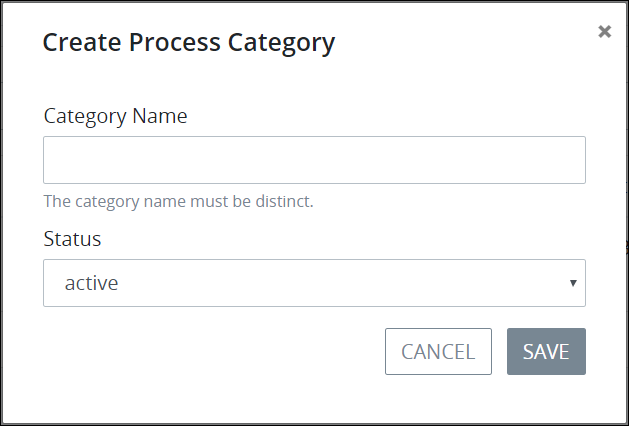 Create Process Category
Category Name
The category name must be distinct.
Status
active
CANCEL SAVE